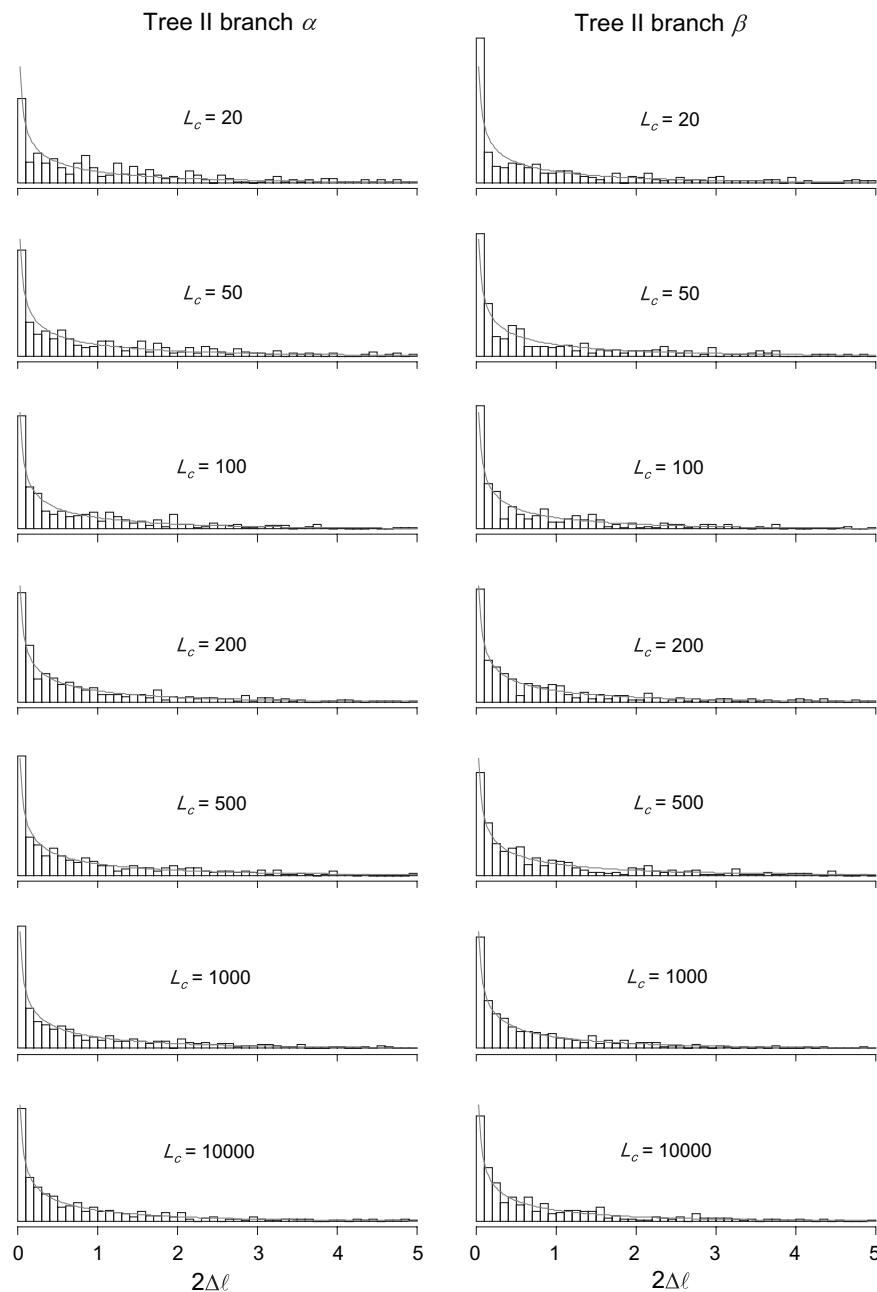 Tree II branch α
Tree II branch β
L_c = 20
L_c = 20
L_c = 50
L_c = 50
L_c = 100
L_c = 100
L_c = 200
L_c = 200
L_c = 500
L_c = 500
L_c = 1000
L_c = 1000
L_c = 10000
L_c = 10000
0 1 2 3 4 5
0 1 2 3 4 5
2Δℓ
2Δℓ